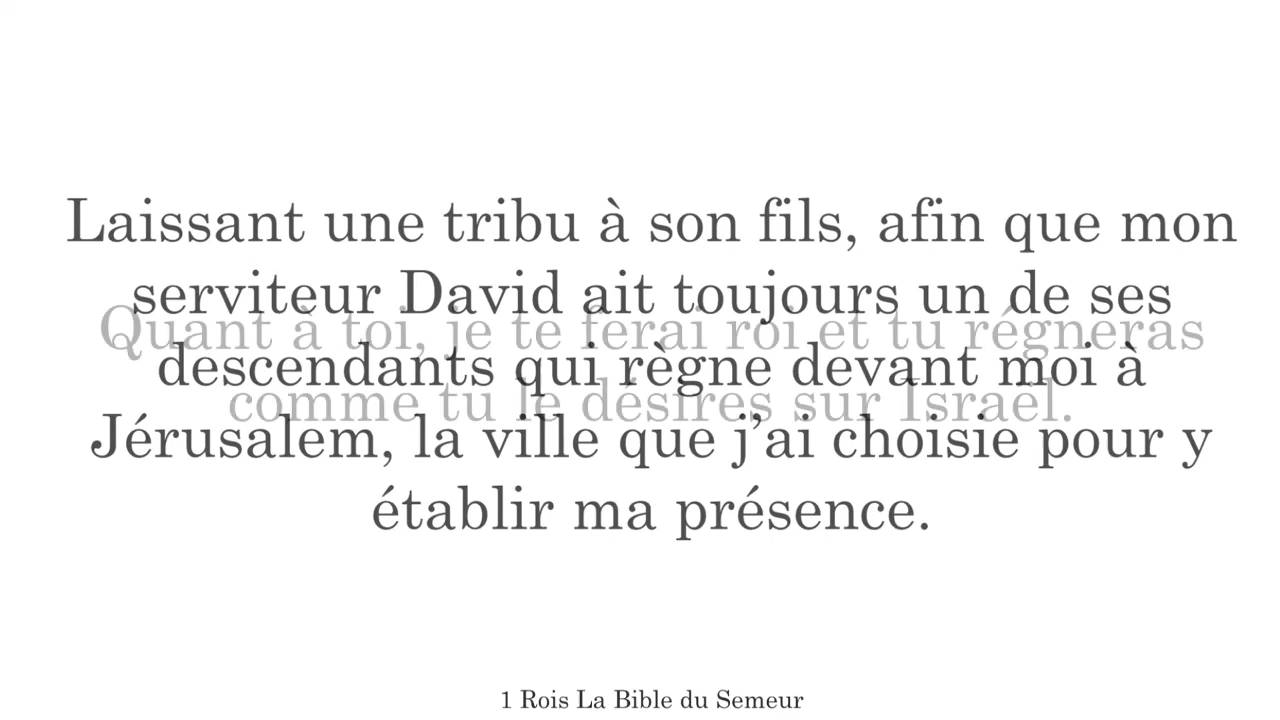 Laissant une tribu à son fils, afin que mon
serviteur David ait toujours un de ses
descendants qui règne devant moi à
Jérusalem, la ville que j’ai choisie pour y
établir ma présence.
Quant à toi, je te ferai roi et tu régneras
comme tu le désires sur Israël.
1 Rois La Bible du Semeur